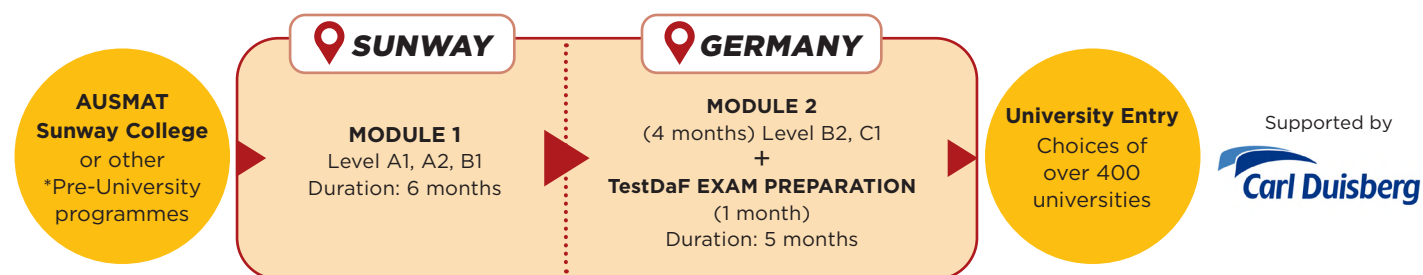 AUSMAT
Sunway College
or other
*Pre-University
programmes
SUNWAY
MODULE 1
Level A1, A2, B1
Duration: 6 months
GERMANY
MODULE 2
(4 months) Level B2, C1
+
TestDaF EXAM PREPARATION
(1 month)
Duration: 5 months
University Entry
Choices of
over 400
universities
Supported by
Carl Duisberg